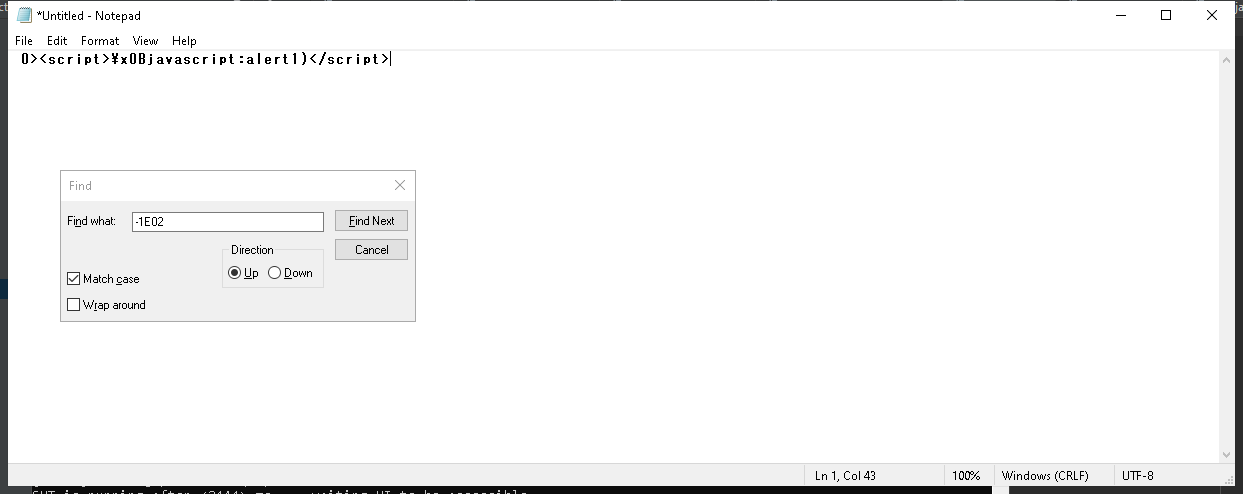 *Untitled - Notepad
File Edit Format View Help
0><script>¥x0Bjavascript:alert1)</script>
Find
Find what: -1E02 Find Next
Direction Cancel
Up Down
Match case
Wrap around
Ln 1, Col 43 100% Windows (CRLF) UTF-8